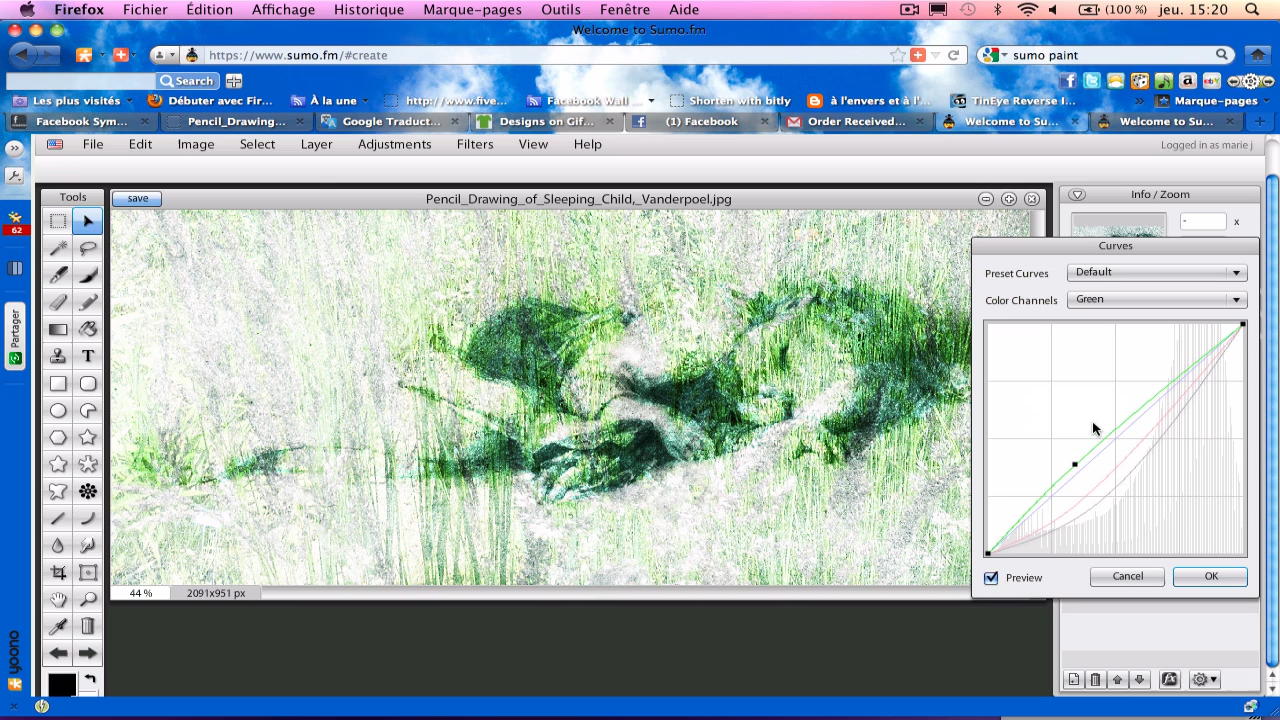 Firefox Fichier Édition Affichage Historique Marque-pages Outils Fenêtre Aide (100 %) jeu. 15:20
Welcome to Sumo.fm
https://www.sumo.fm/#create sumo paint
Search
Les plus visités Débuter avec Fir... À la une http://www.five... Facebook Wall ... Shorten with bitly à l'envers et à l'... TinEye Reverse I... Marque-pages
Facebook Sym... Pencil_Drawing... Google Traduct... Designs on Gif... (1) Facebook Order Received... Welcome to Su... Welcome to Su...
File Edit Image Select Layer Adjustments Filters View Help Logged in as marie j
Tools
save Pencil_Drawing_of_Sleeping_Child,_Vanderpoel.jpg
Info / Zoom
- x
62
Curves
Preset Curves Default
Color Channels Green
Partager
T
Preview Cancel OK
44 % 2091x951 px
yoono